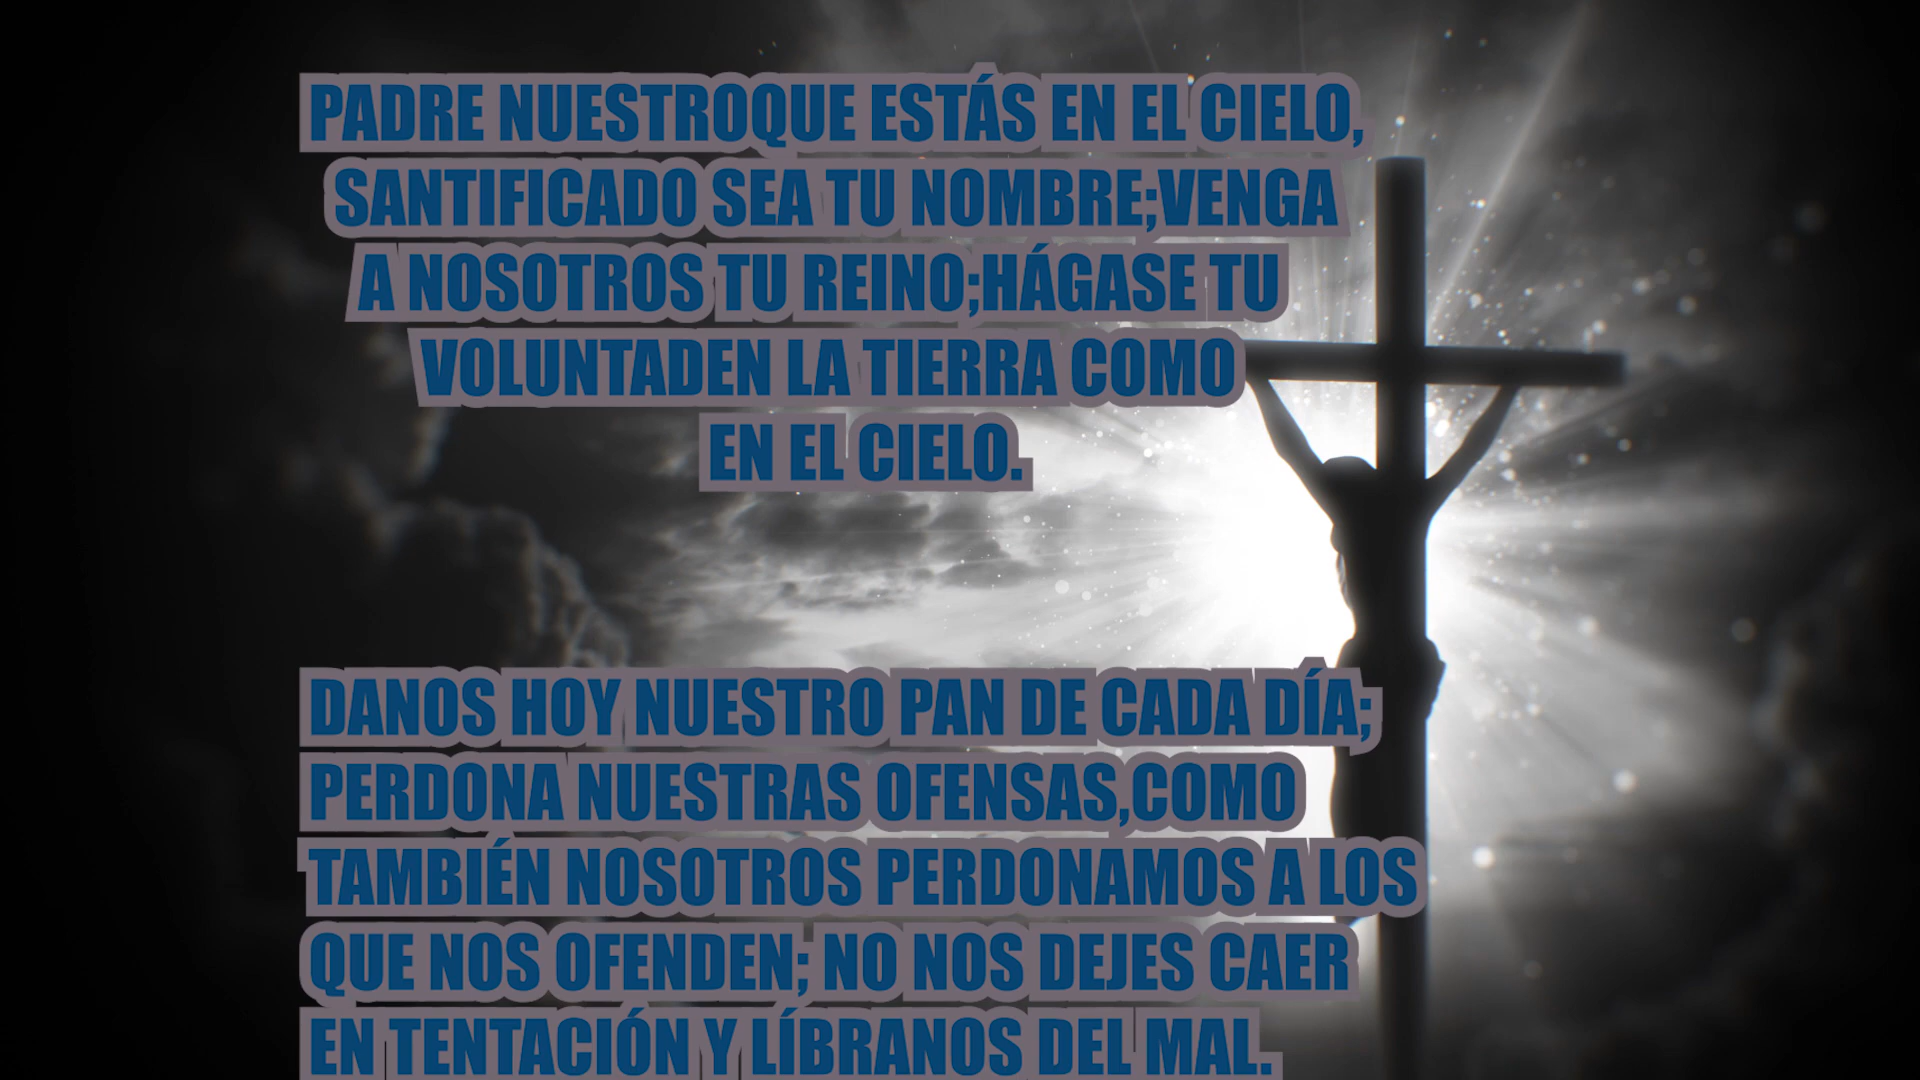 PADRE NUESTROQUE ESTÁS EN EL CIELO,
SANTIFICADO SEA TU NOMBRE;VENGA
A NOSOTROS TU REINO;HÁGASE TU
VOLUNTADEN LA TIERRA COMO
EN EL CIELO.
DANOS HOY NUESTRO PAN DE CADA DÍA;
PERDONA NUESTRAS OFENSAS,COMO
TAMBIÉN NOSOTROS PERDONAMOS A LOS
QUE NOS OFENDEN; NO NOS DEJES CAER
EN TENTACIÓN Y LÍBRANOS DEL MAL.